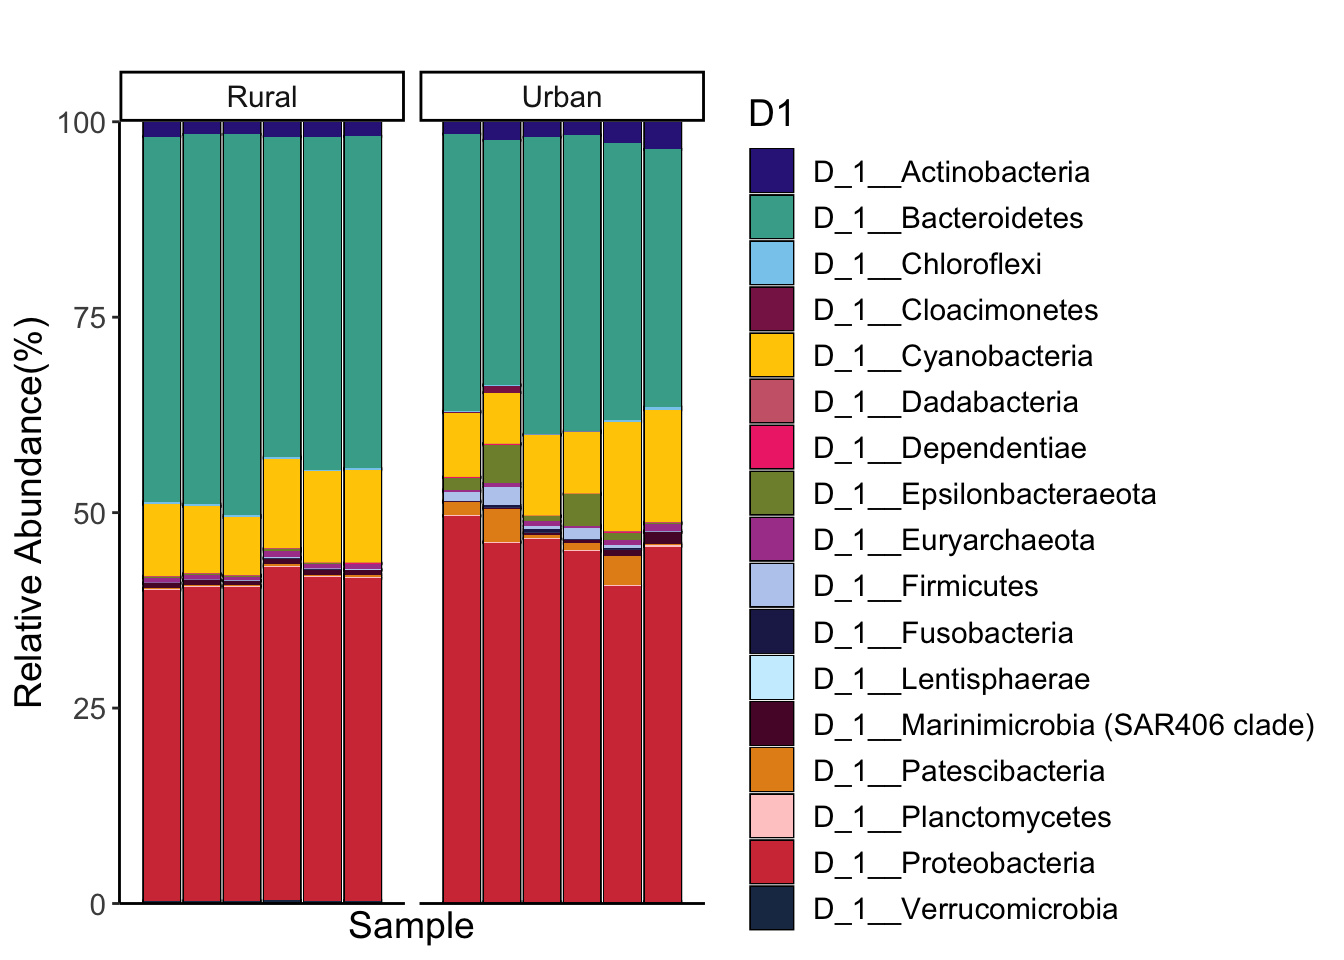 Rural
Urban
100
75
50
25
0
Relative Abundance(%)
Sample
D1
D_1__Actinobacteria
D_1__Bacteroidetes
D_1__Chloroflexi
D_1__Cloacimonetes
D_1__Cyanobacteria
D_1__Dadabacteria
D_1__Dependentiae
D_1__Epsilonbacteraeota
D_1__Euryarchaeota
D_1__Firmicutes
D_1__Fusobacteria
D_1__Lentisphaerae
D_1__Marinimicrobia (SAR406 clade)
D_1__Patescibacteria
D_1__Planctomycetes
D_1__Proteobacteria
D_1__Verrucomicrobia